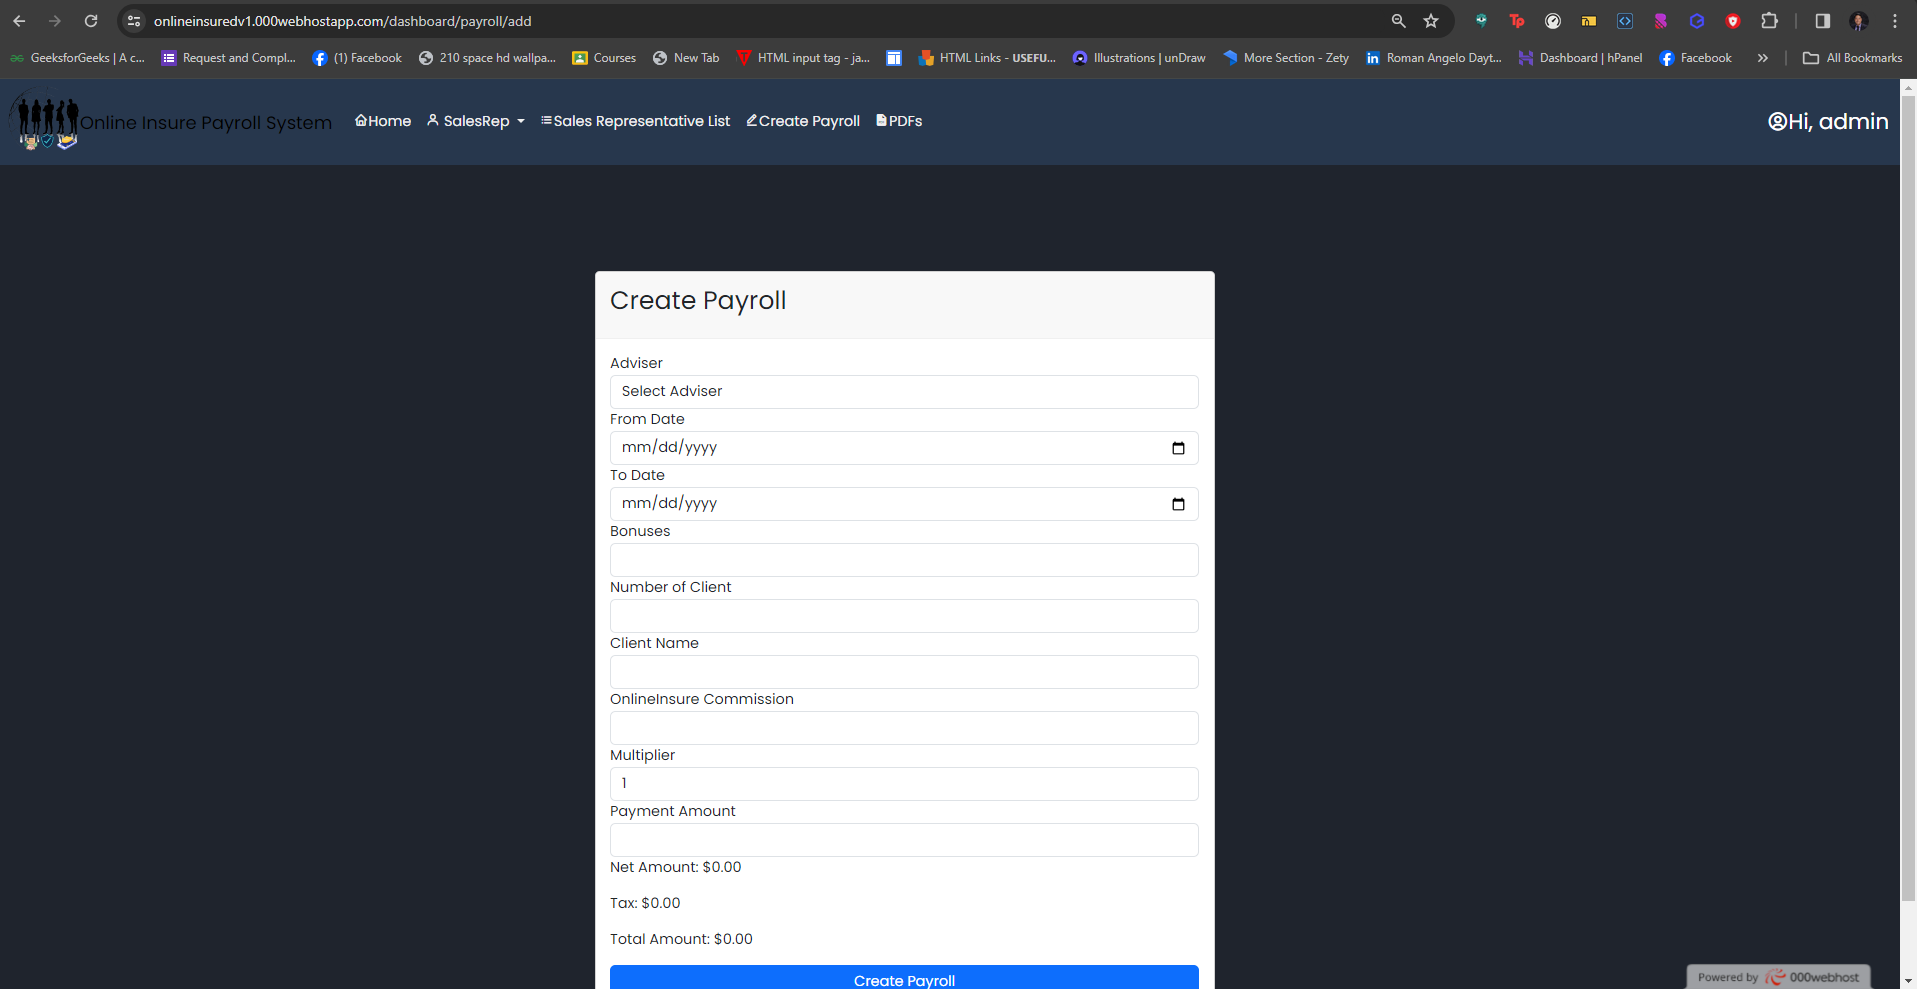 onlineinsuredv1.000webhostapp.com/dashboard/payroll/add
GeeksforGeeks | A c... Request and Compl... (1) Facebook 210 space hd wallpa... Courses New Tab HTML input tag - ja... HTML Links - USEFU... Illustrations | unDraw More Section - Zety Roman Angelo Dayt... Dashboard | hPanel Facebook All Bookmarks
Online Insure Payroll System Home SalesRep Sales Representative List Create Payroll PDFs Hi, admin
Create Payroll
Adviser
Select Adviser
From Date
mm/dd/yyyy
To Date
mm/dd/yyyy
Bonuses
Number of Client
Client Name
OnlineInsure Commission
Multiplier
1
Payment Amount
Net Amount: $0.00
Tax: $0.00
Total Amount: $0.00
Create Payroll
Powered by 000webhost